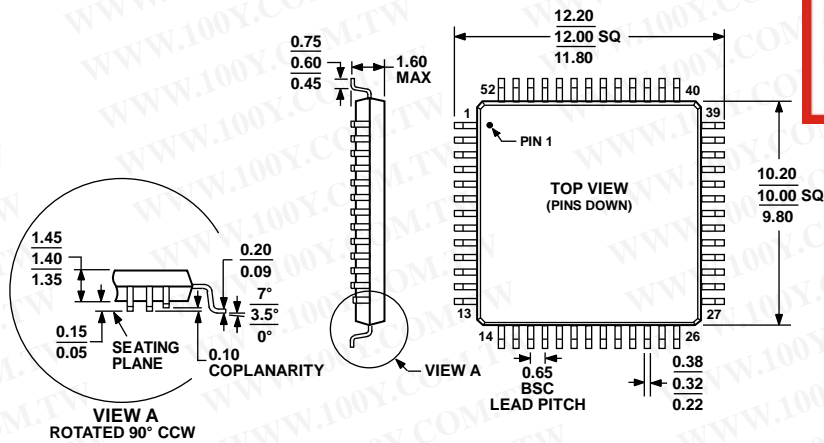 0.75
0.60
0.45
1.60
MAX
12.20
12.00 SQ
11.80
52
40
1
39
PIN 1
TOP VIEW
(PINS DOWN)
10.20
10.00 SQ
9.80
13
27
14
26
0.65
BSC
LEAD PITCH
0.38
0.32
0.22
1.45
1.40
1.35
0.15
0.05
SEATING
PLANE
0.20
0.09
7°
3.5°
0°
0.10
COPLANARITY
VIEW A
VIEW A
ROTATED 90° CCW
WWW.100Y.COM.TW